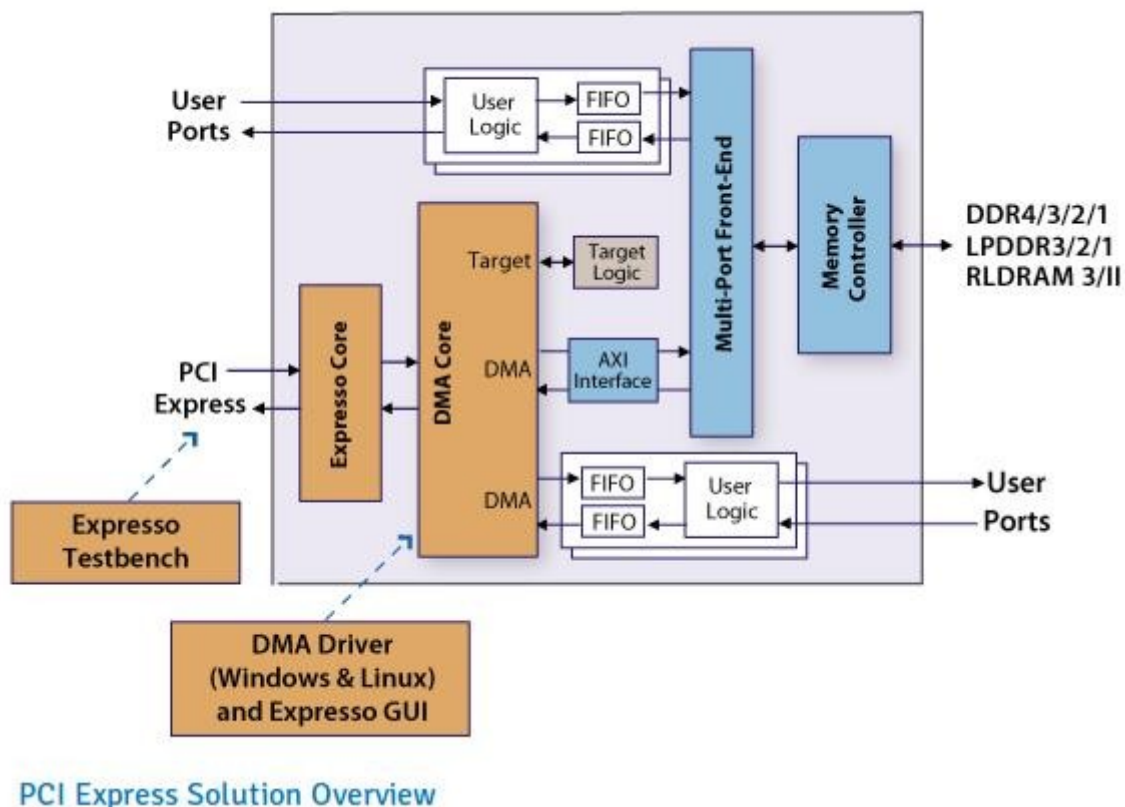 User
Ports
User
Logic
FIFO
FIFO
Multi-Port Front-End
Memory
Controller
DDR4/3/2/1
LPDDR3/2/1
RLDRAM 3/II
PCI
Express
Expresso Core
DMA Core
Target
Target
Logic
DMA
AXI
Interface
DMA
FIFO
FIFO
User
Logic
User
Ports
Expresso
Testbench
DMA Driver
(Windows & Linux)
and Expresso GUI
PCI Express Solution Overview